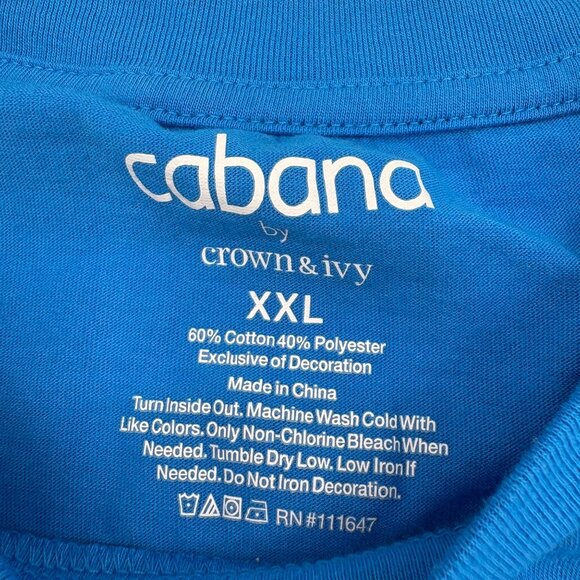 cabana
by
crown & ivy
XXL
60% Cotton 40% Polyester
Exclusive of Decoration
Made in China
Turn Inside Out. Machine Wash Cold With
Like Colors. Only Non-Chlorine Bleach When
Needed. Tumble Dry Low. Low Iron If
Needed. Do Not Iron Decoration.
RN #111647